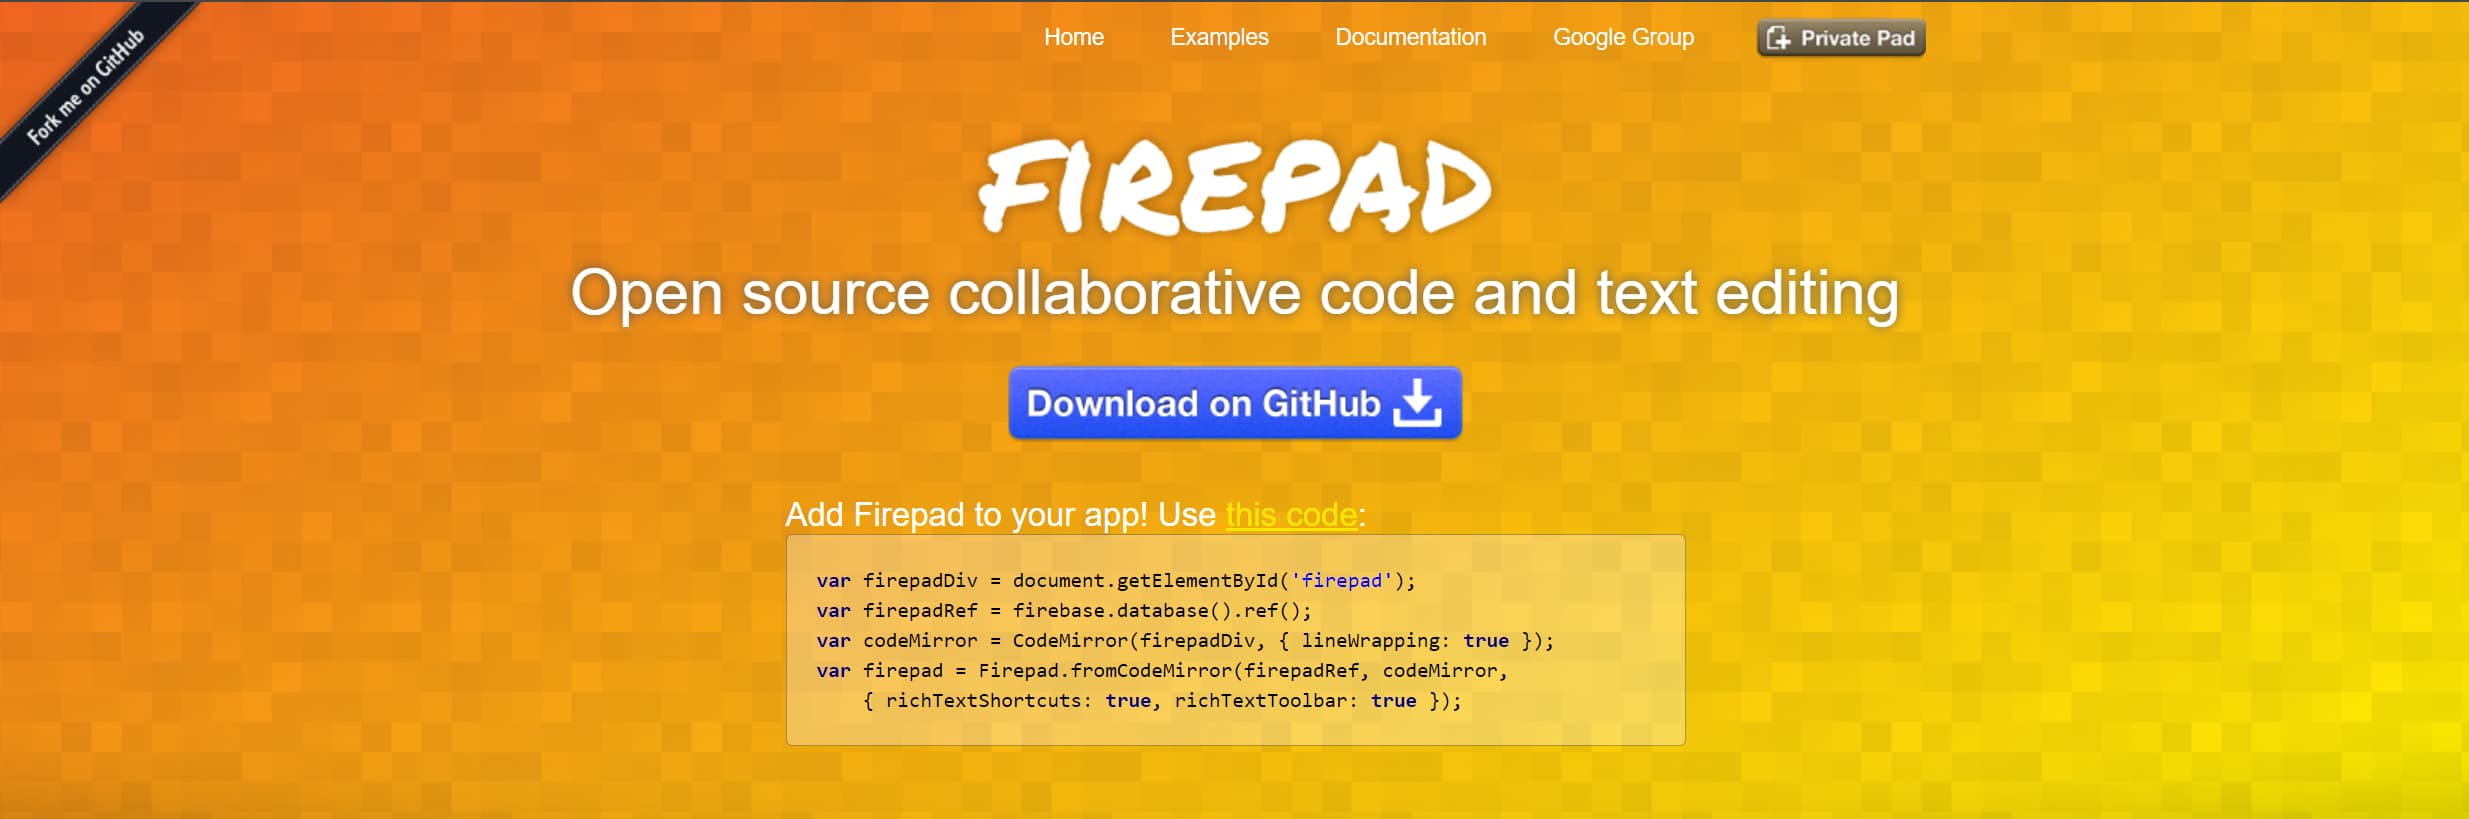 Fork me on GitHub
Home Examples Documentation Google Group Private Pad
FIREPAD
Open source collaborative code and text editing
Download on GitHub
Add Firepad to your app! Use this code:
var firepadDiv = document.getElementById('firepad');
var firepadRef = firebase.database().ref();
var codeMirror = CodeMirror(firepadDiv, { lineWrapping: true });
var firepad = Firepad.fromCodeMirror(firepadRef, codeMirror,
    { richTextShortcuts: true, richTextToolbar: true });